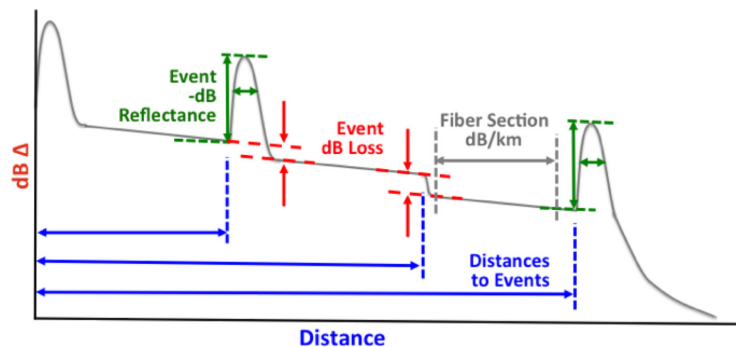 Event
-dB
Reflectance
Event
dB Loss
Fiber Section
dB/km
dB Δ
Distances
to Events
Distance